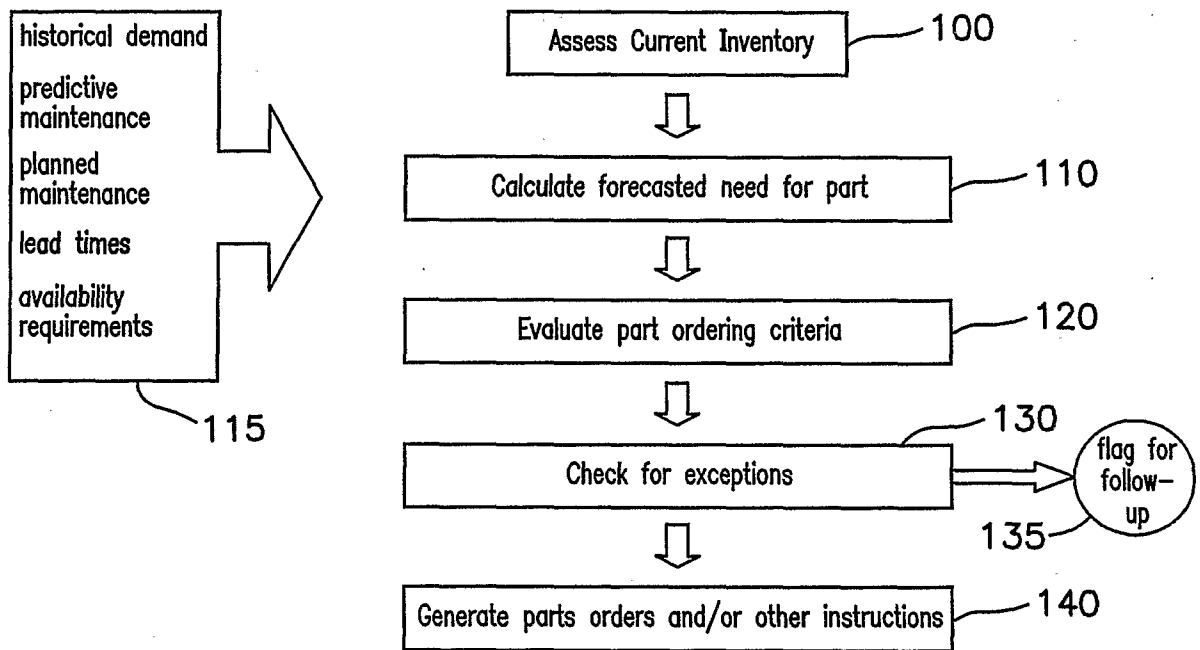 historical demand
predictive
maintenance
planned
maintenance
lead times
availability
requirements
115
Assess Current Inventory
100
Calculate forecasted need for part
110
Evaluate part ordering criteria
120
130
Check for exceptions
flag for
follow-
up
135
Generate parts orders and/or other instructions
140